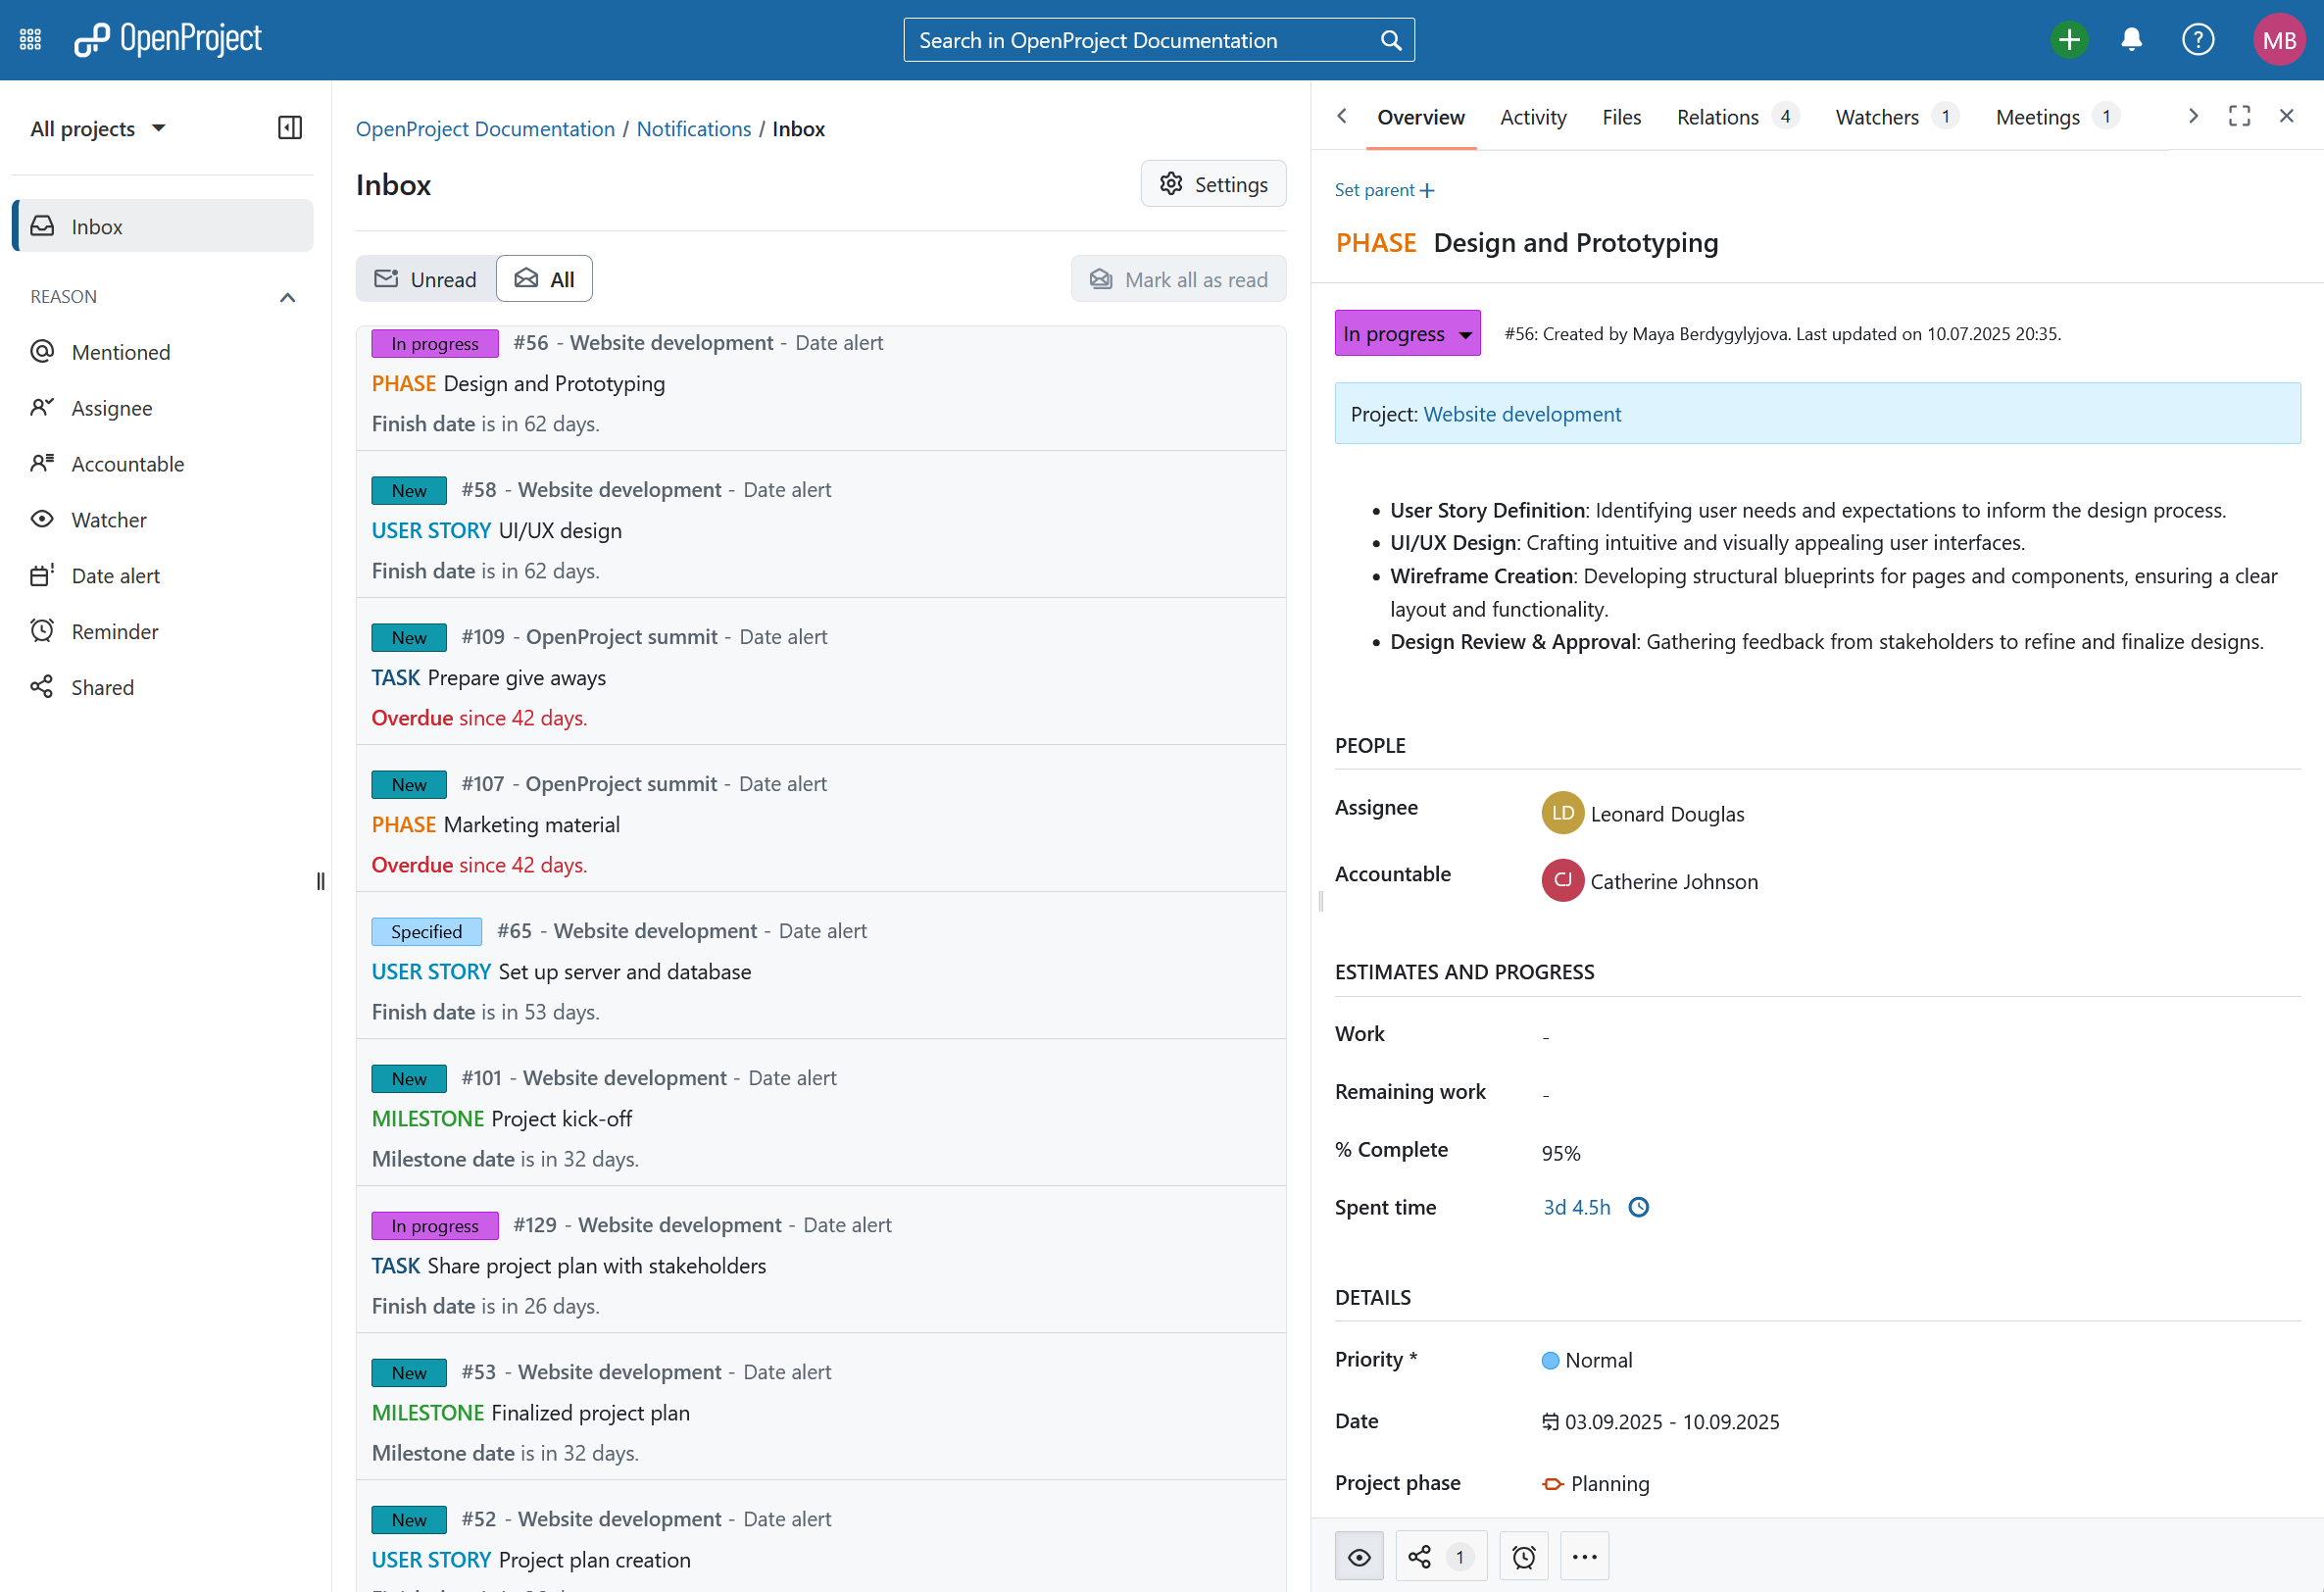 OpenProject
Search in OpenProject Documentation
MB
All projects
Inbox
REASON
Mentioned
Assignee
Accountable
Watcher
Date alert
Reminder
Shared
OpenProject Documentation / Notifications / Inbox
Inbox
Settings
Unread
All
Mark all as read
In progress #56 - Website development - Date alert
PHASE Design and Prototyping
Finish date is in 62 days.
New #58 - Website development - Date alert
USER STORY UI/UX design
Finish date is in 62 days.
New #109 - OpenProject summit - Date alert
TASK Prepare give aways
Overdue since 42 days.
New #107 - OpenProject summit - Date alert
PHASE Marketing material
Overdue since 42 days.
Specified #65 - Website development - Date alert
USER STORY Set up server and database
Finish date is in 53 days.
New #101 - Website development - Date alert
MILESTONE Project kick-off
Milestone date is in 32 days.
In progress #129 - Website development - Date alert
TASK Share project plan with stakeholders
Finish date is in 26 days.
New #53 - Website development - Date alert
MILESTONE Finalized project plan
Milestone date is in 32 days.
New #52 - Website development - Date alert
USER STORY Project plan creation
Overview
Activity
Files
Relations 4
Watchers 1
Meetings 1
Set parent +
PHASE Design and Prototyping
In progress
#56: Created by Maya Berdygylyjova. Last updated on 10.07.2025 20:35.
Project: Website development
• User Story Definition: Identifying user needs and expectations to inform the design process.
• UI/UX Design: Crafting intuitive and visually appealing user interfaces.
• Wireframe Creation: Developing structural blueprints for pages and components, ensuring a clear
layout and functionality.
• Design Review & Approval: Gathering feedback from stakeholders to refine and finalize designs.
PEOPLE
Assignee LD Leonard Douglas
Accountable CJ Catherine Johnson
ESTIMATES AND PROGRESS
Work -
Remaining work -
% Complete 95%
Spent time 3d 4.5h
DETAILS
Priority * Normal
Date 03.09.2025 - 10.09.2025
Project phase Planning
1